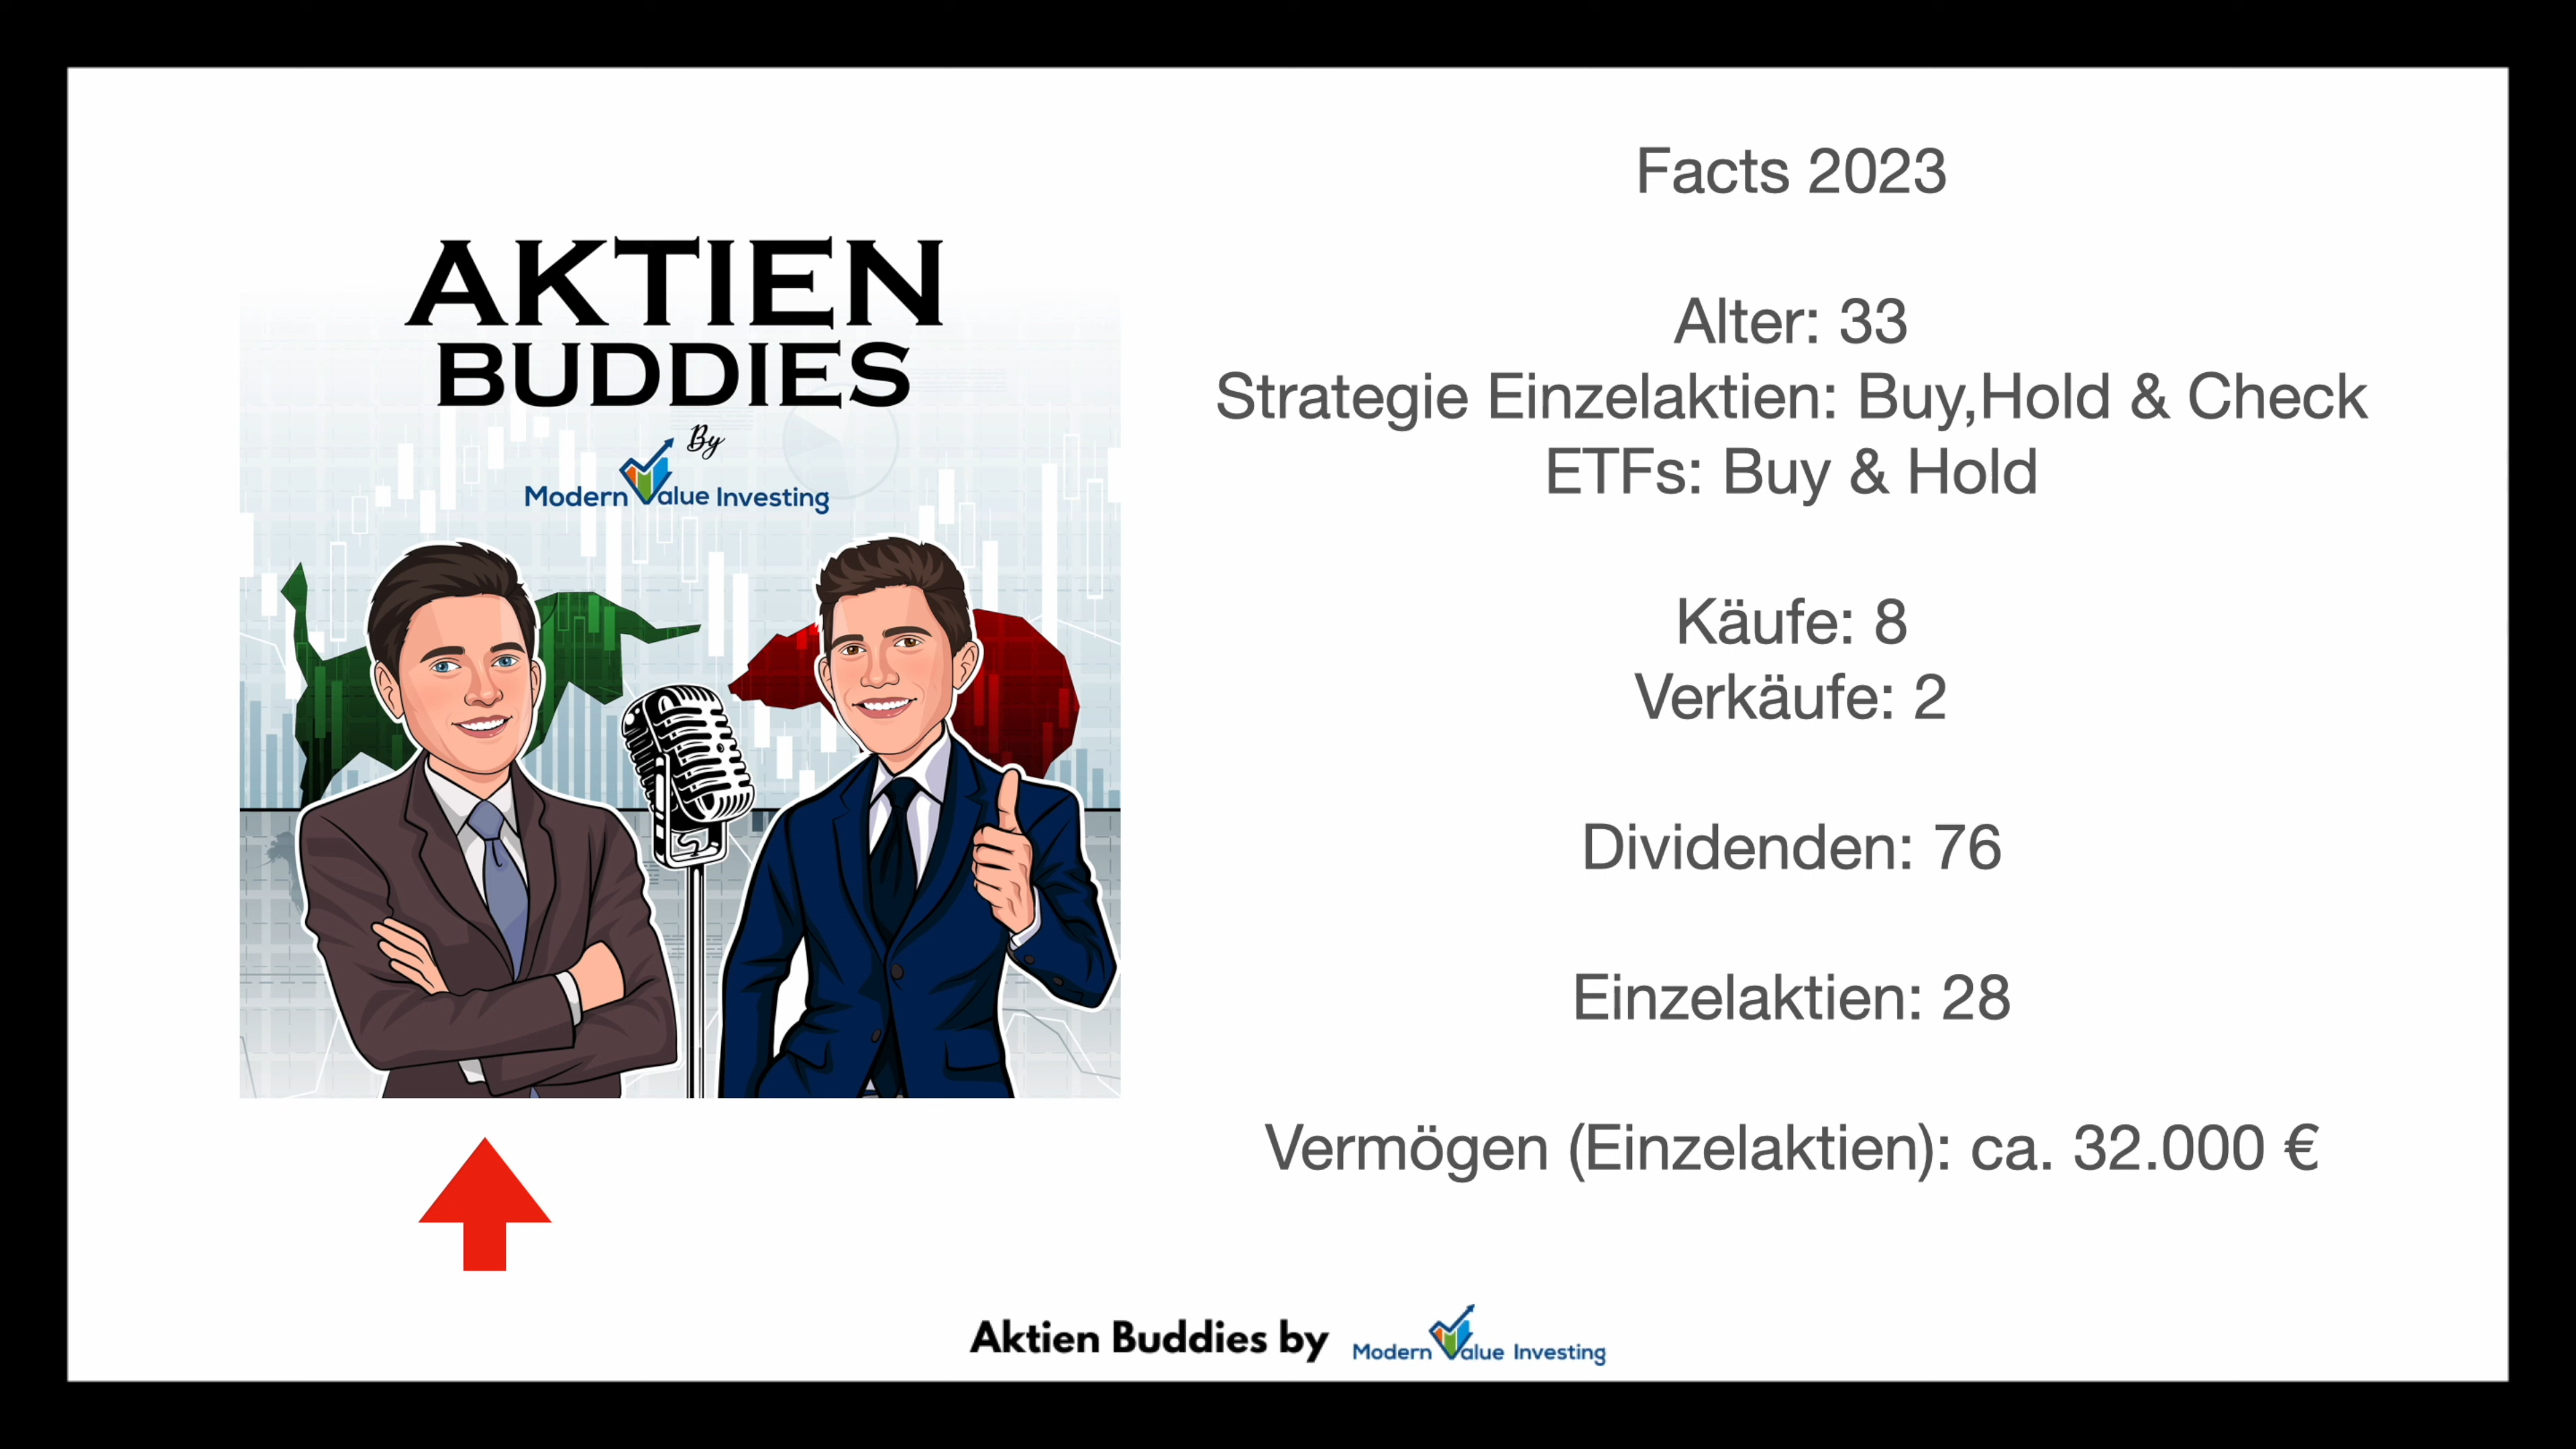 AKTIEN
BUDDIES
By
Modern Value Investing
Facts 2023
Alter: 33
Strategie Einzelaktien: Buy,Hold & Check
ETFs: Buy & Hold
Käufe: 8
Verkäufe: 2
Dividenden: 76
Einzelaktien: 28
Vermögen (Einzelaktien): ca. 32.000 €
Aktien Buddies by Modern Value Investing